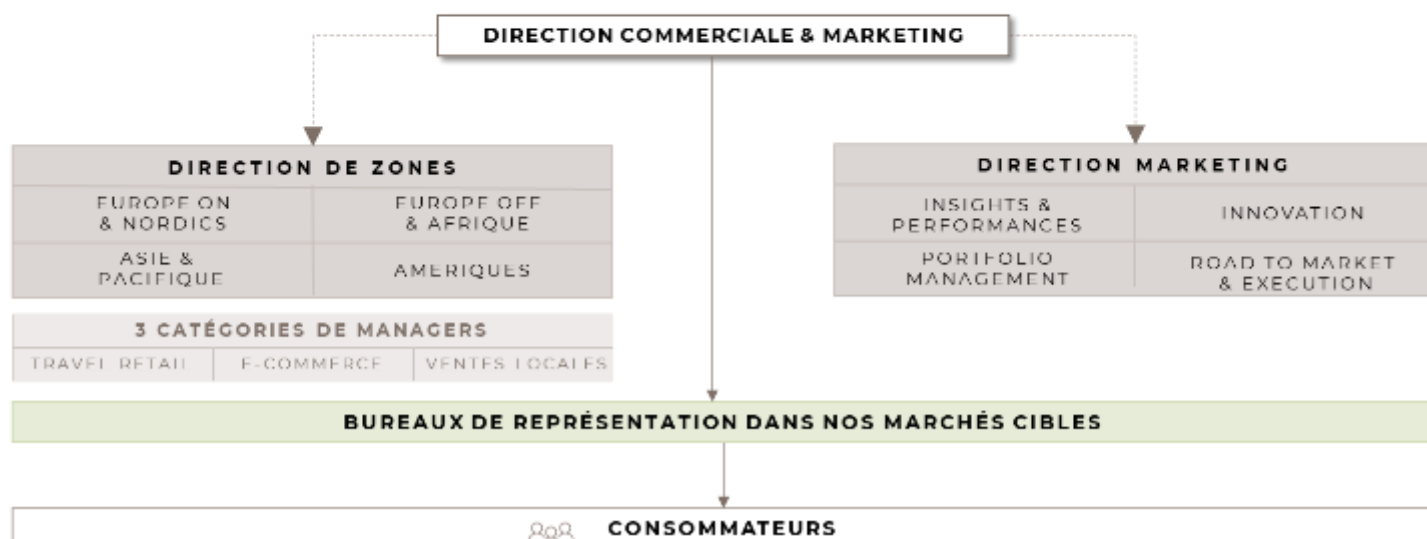 DIRECTION COMMERCIALE & MARKETING
DIRECTION DE ZONES
EUROPE ON
& NORDICS
EUROPE OFF
& AFRIQUE
ASIE &
PACIFIQUE
AMERIQUES
3 CATÉGORIES DE MANAGERS
TRAVEL RETAIL
E-COMMERCE
VENTES LOCALES
DIRECTION MARKETING
INSIGHTS &
PERFORMANCES
INNOVATION
PORTFOLIO
MANAGEMENT
ROAD TO MARKET
& EXECUTION
BUREAUX DE REPRÉSENTATION DANS NOS MARCHÉS CIBLES
CONSOMMATEURS